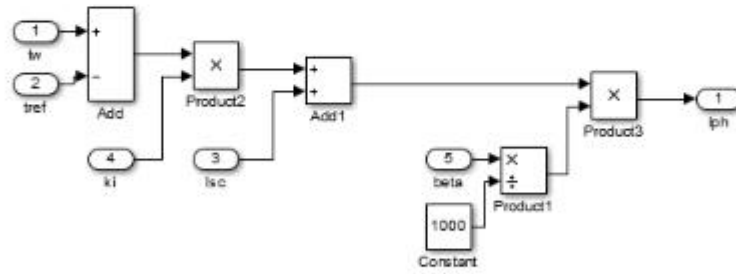 1
+
tw
2
−
tref
Add
×
Product2
4
ki
+
+
Add1
3
Isc
×
Product3
1
Iph
5
beta
×
÷
Product1
1000
Constant